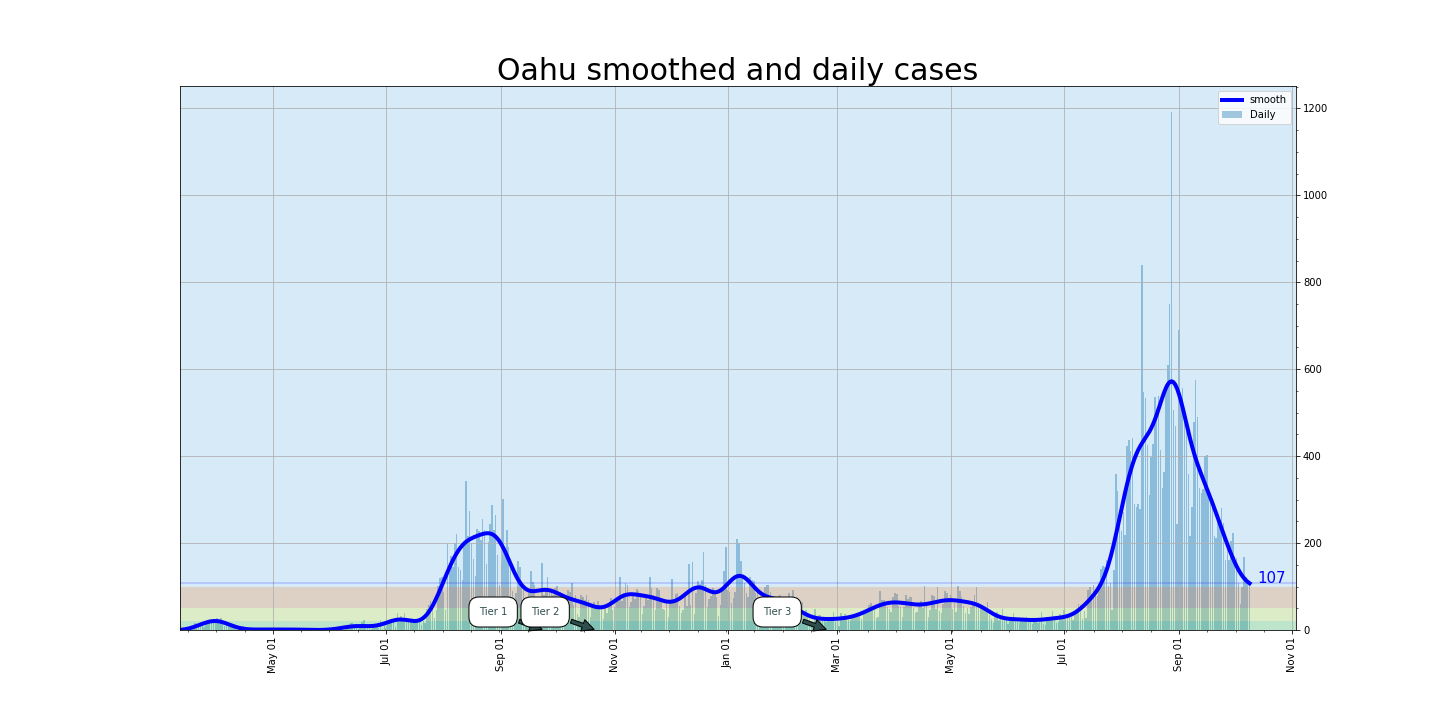 Oahu smoothed and daily cases
smooth
Daily
1200
1000
800
600
400
200
0
107
Tier 1
Tier 2
Tier 3
May 01
Jul 01
Sep 01
Nov 01
Jan 01
Mar 01
May 01
Jul 01
Sep 01
Nov 01